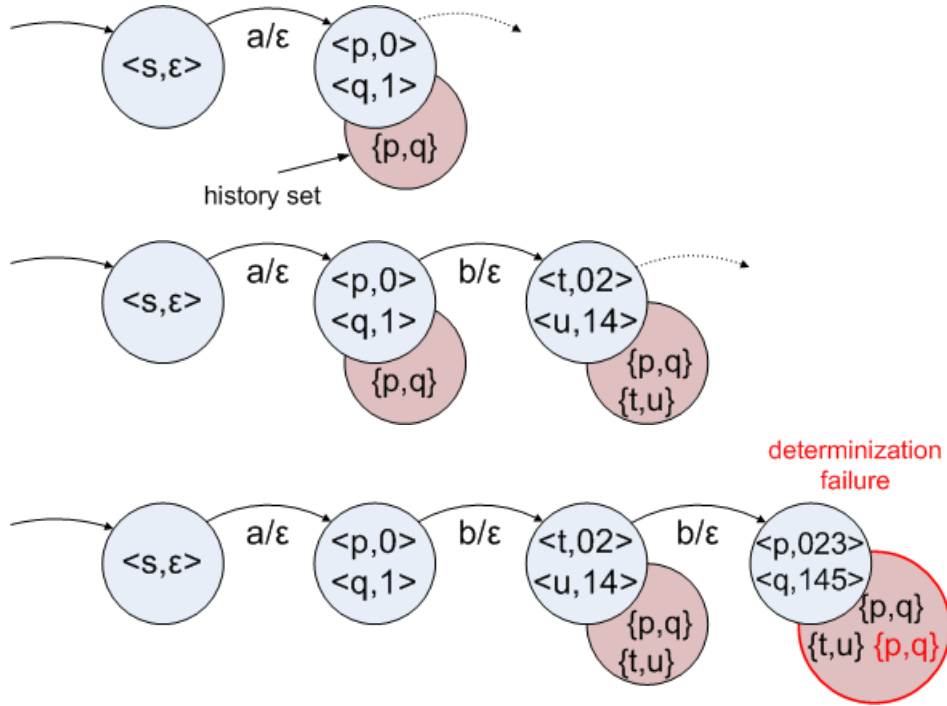 a/ε
<s,ε>
<p,0>
<q,1>
{p,q}
history set
a/ε
b/ε
<s,ε>
<p,0>
<q,1>
<t,02>
<u,14>
{p,q}
{p,q}
{t,u}
determinization
failure
a/ε
b/ε
b/ε
<s,ε>
<p,0>
<q,1>
<t,02>
<u,14>
<p,023>
<q,145>
{p,q}
{t,u}
{p,q}
{t,u} {p,q}